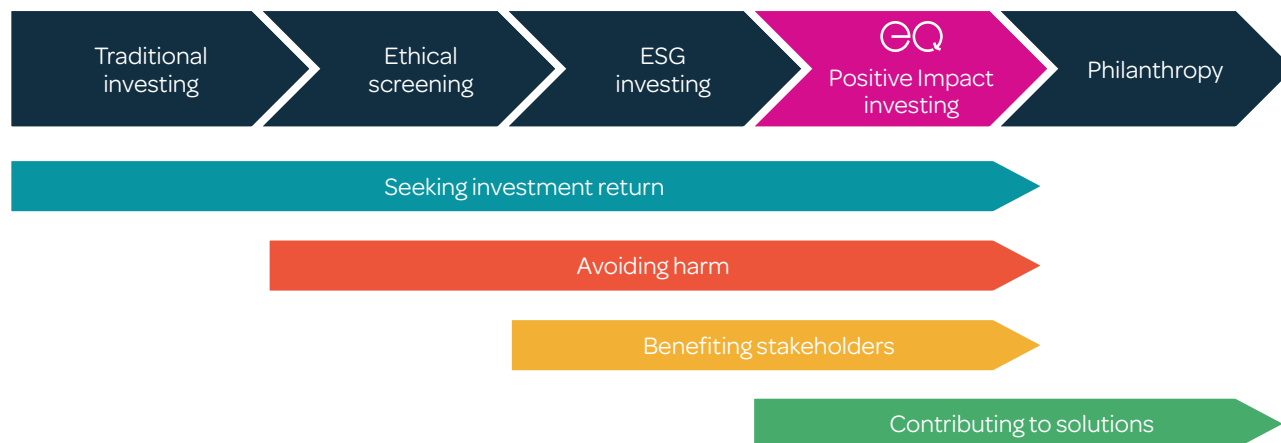 Traditional
investing
Ethical
screening
ESG
investing
eQ
Positive Impact
investing
Philanthropy
Seeking investment return
Avoiding harm
Benefiting stakeholders
Contributing to solutions